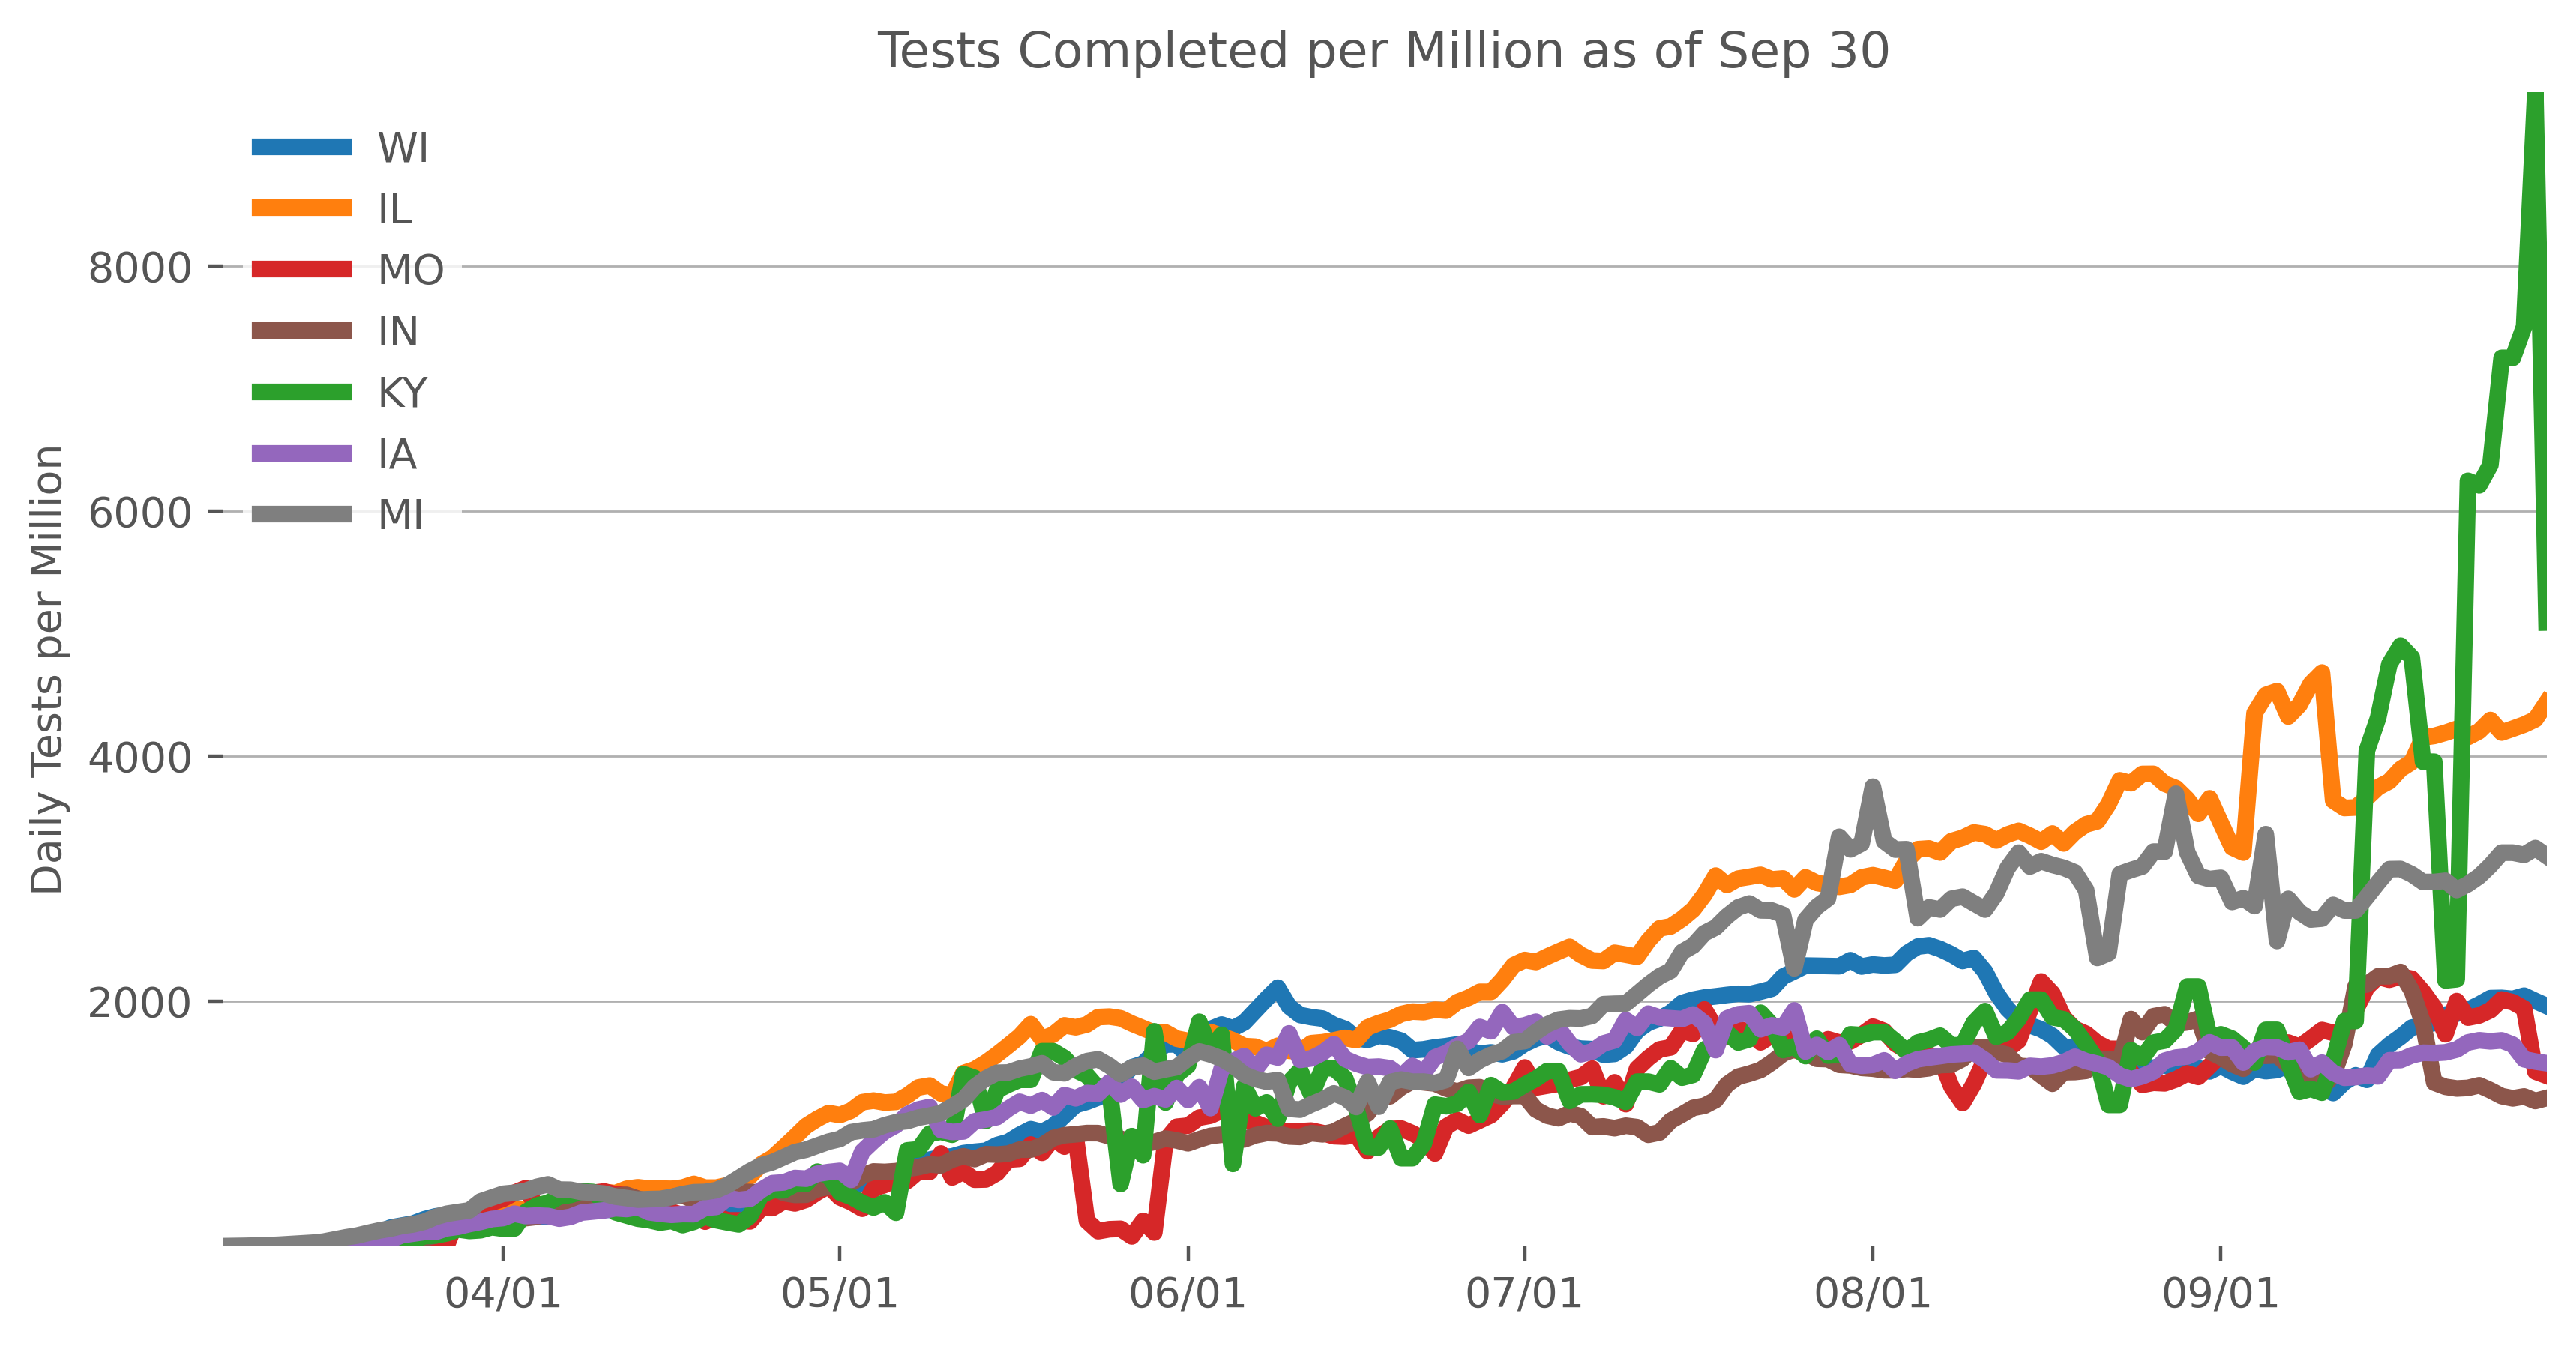 Tests Completed per Million as of Sep 30
Daily Tests per Million
WI
IL
MO
IN
KY
IA
MI
8000
6000
4000
2000
04/01
05/01
06/01
07/01
08/01
09/01